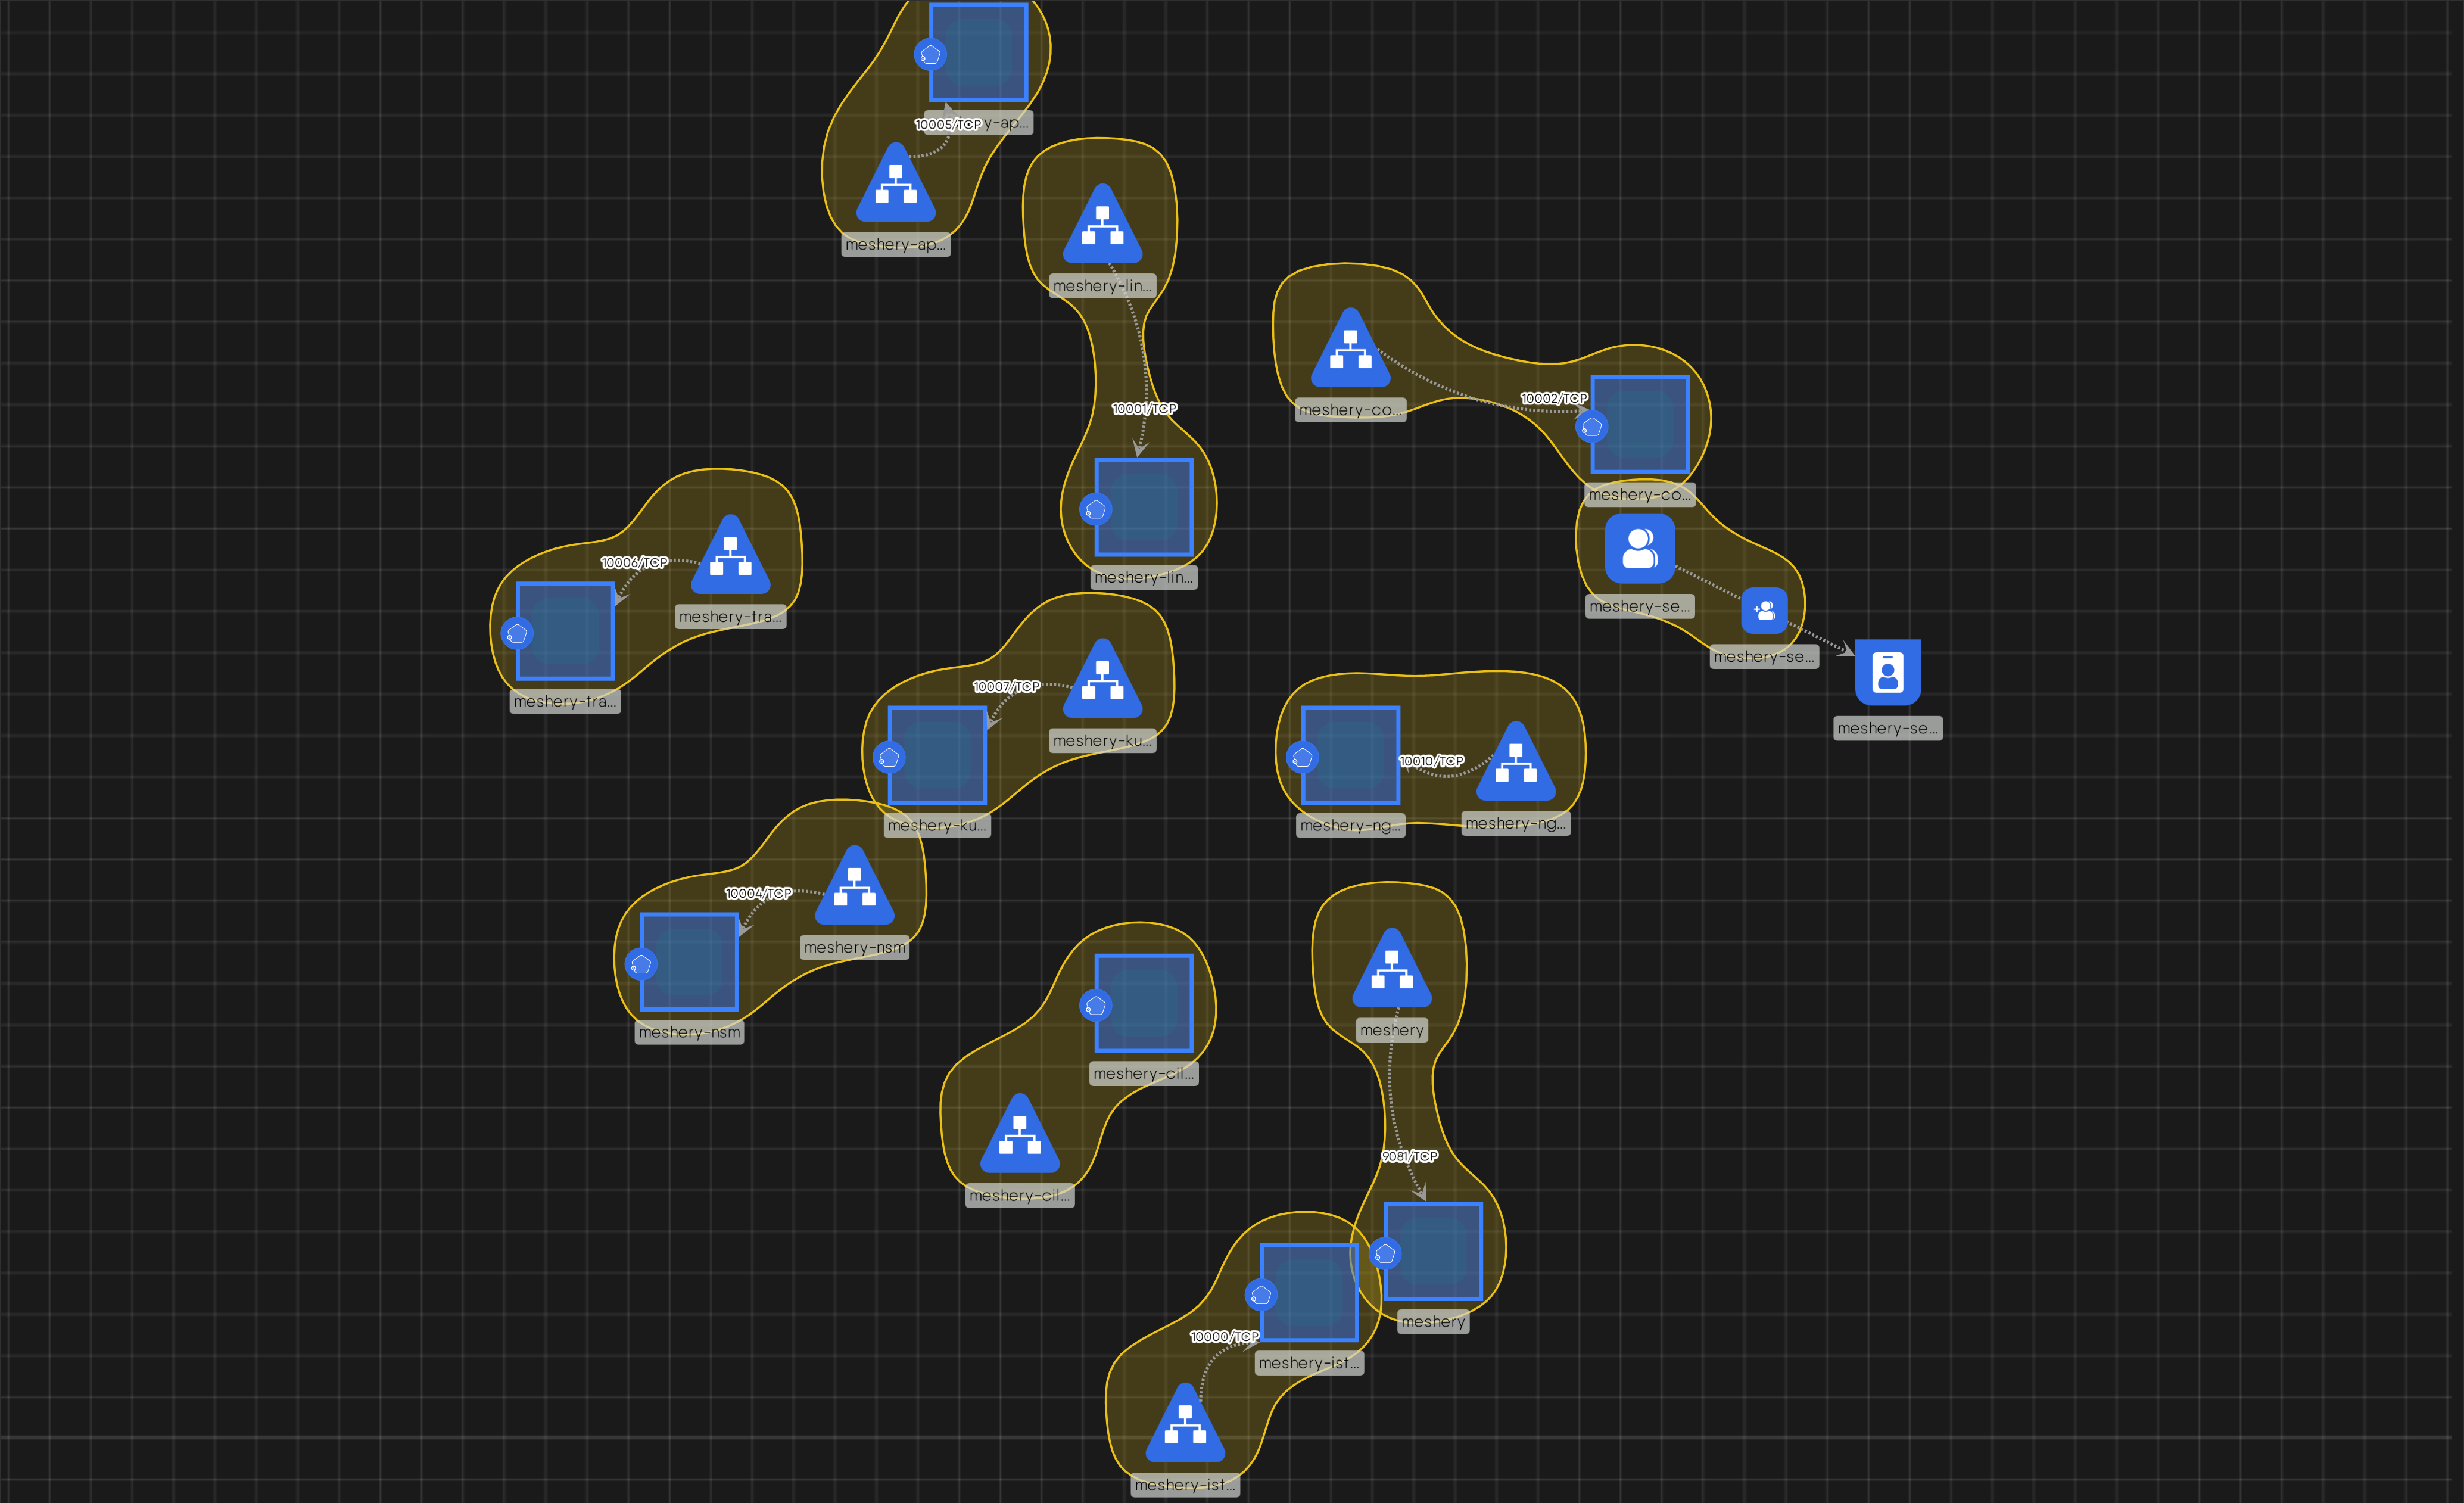 10005/TCP
y-ap...
meshery-ap...
meshery-lin...
10001/TCP
meshery-lin...
meshery-co...
10002/TCP
meshery-co...
meshery-se...
meshery-se...
meshery-se...
10006/TCP
meshery-tra...
meshery-tra...
10007/TCP
meshery-ku...
meshery-ku...
10010/TCP
meshery-ng...
meshery-ng...
10004/TCP
meshery-nsm
meshery-nsm
meshery-cil...
meshery-cil...
meshery
9081/TCP
meshery
10000/TCP
meshery-ist...
meshery-ist...